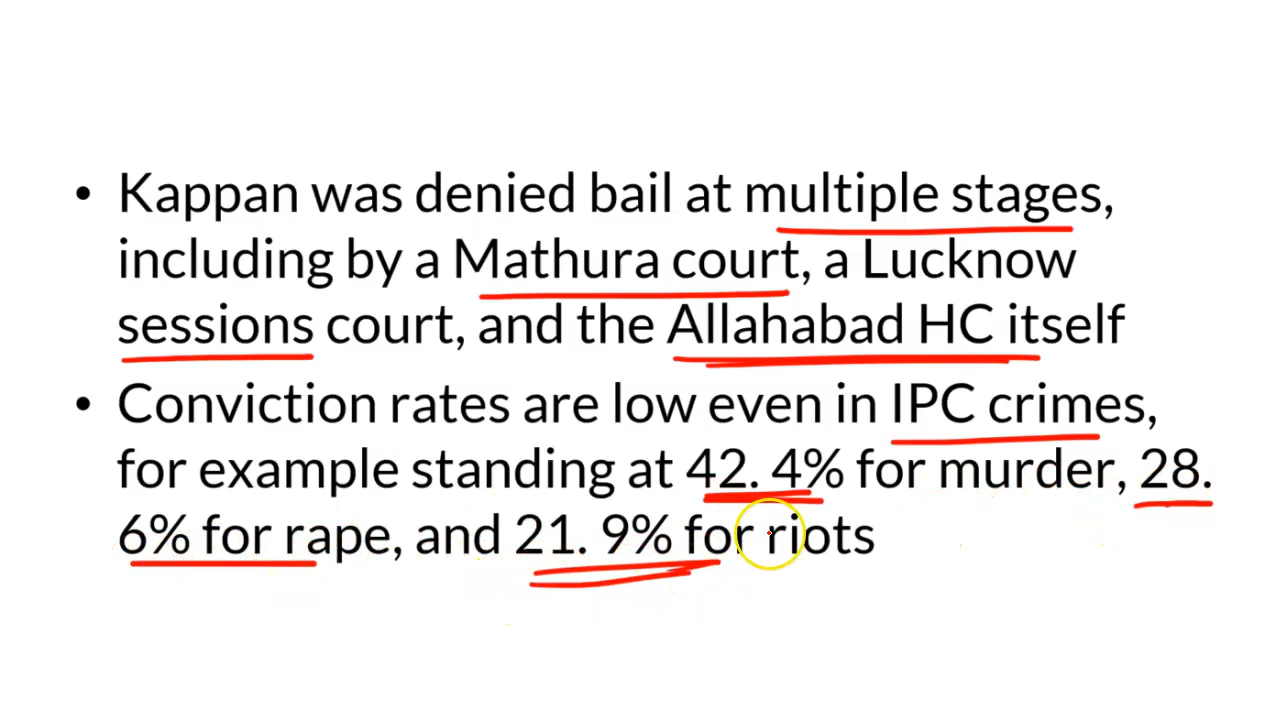 • Kappan was denied bail at multiple stages,
including by a Mathura court, a Lucknow
sessions court, and the Allahabad HC itself
• Conviction rates are low even in IPC crimes,
for example standing at 42. 4% for murder, 28.
6% for rape, and 21. 9% for riots